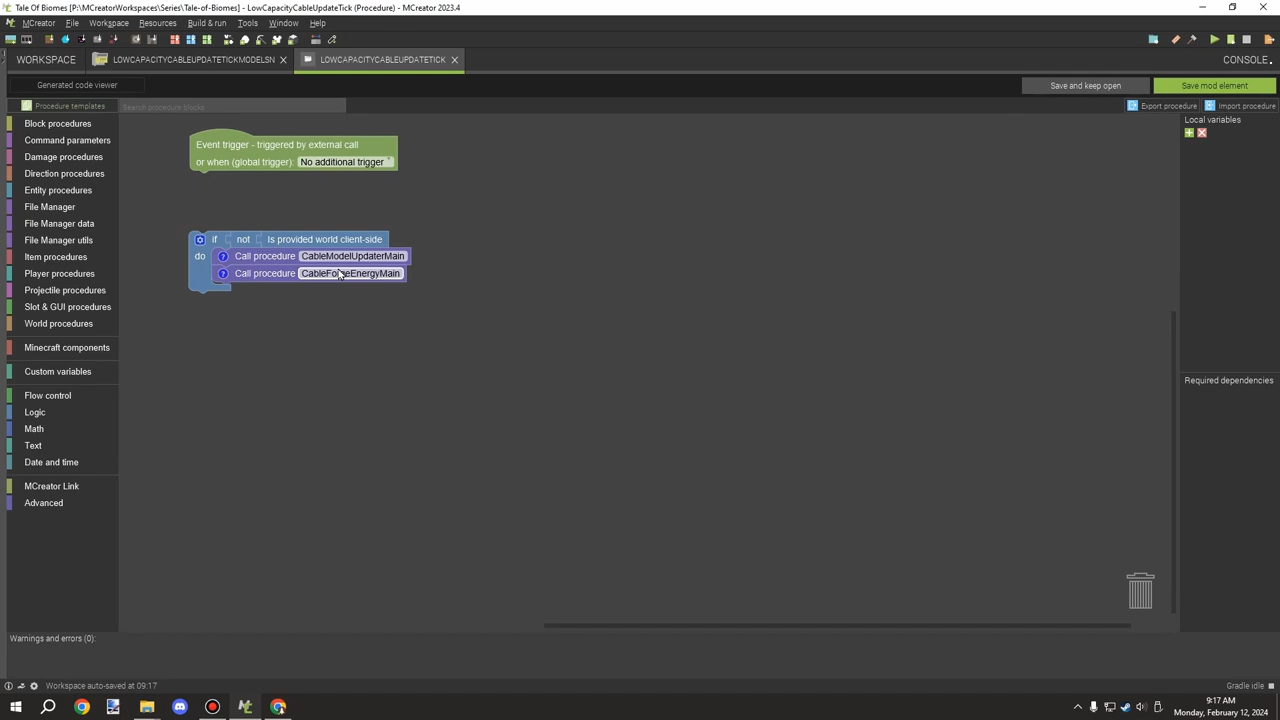 Tale Of Biomes [P:\MCreatorWorkspaces\Series\Tale-of-Biomes] - LowCapacityCableUpdateTick (Procedure) - MCreator 2023.4
MCreator File Workspace Resources Build & run Tools Window Help
WORKSPACE LOWCAPACITYCABLEUPDATETICKMODELSN LOWCAPACITYCABLEUPDATETICK CONSOLE
Generated code viewer Save and keep open Save mod element
Procedure templates Search procedure blocks Export procedure Import procedure
Block procedures
Command parameters
Damage procedures
Direction procedures
Entity procedures
File Manager
File Manager data
File Manager utils
Item procedures
Player procedures
Projectile procedures
Slot & GUI procedures
World procedures
Minecraft components
Custom variables
Flow control
Logic
Math
Text
Date and time
MCreator Link
Advanced
Event trigger - triggered by external call
or when (global trigger): No additional trigger
if not Is provided world client-side
do ? Call procedure CableModelUpdaterMain
? Call procedure CableForgeEnergyMain
Local variables
Required dependencies
Warnings and errors (0):
Workspace auto-saved at 09:17 Gradle idle
9:17 AM
Monday, February 12, 2024